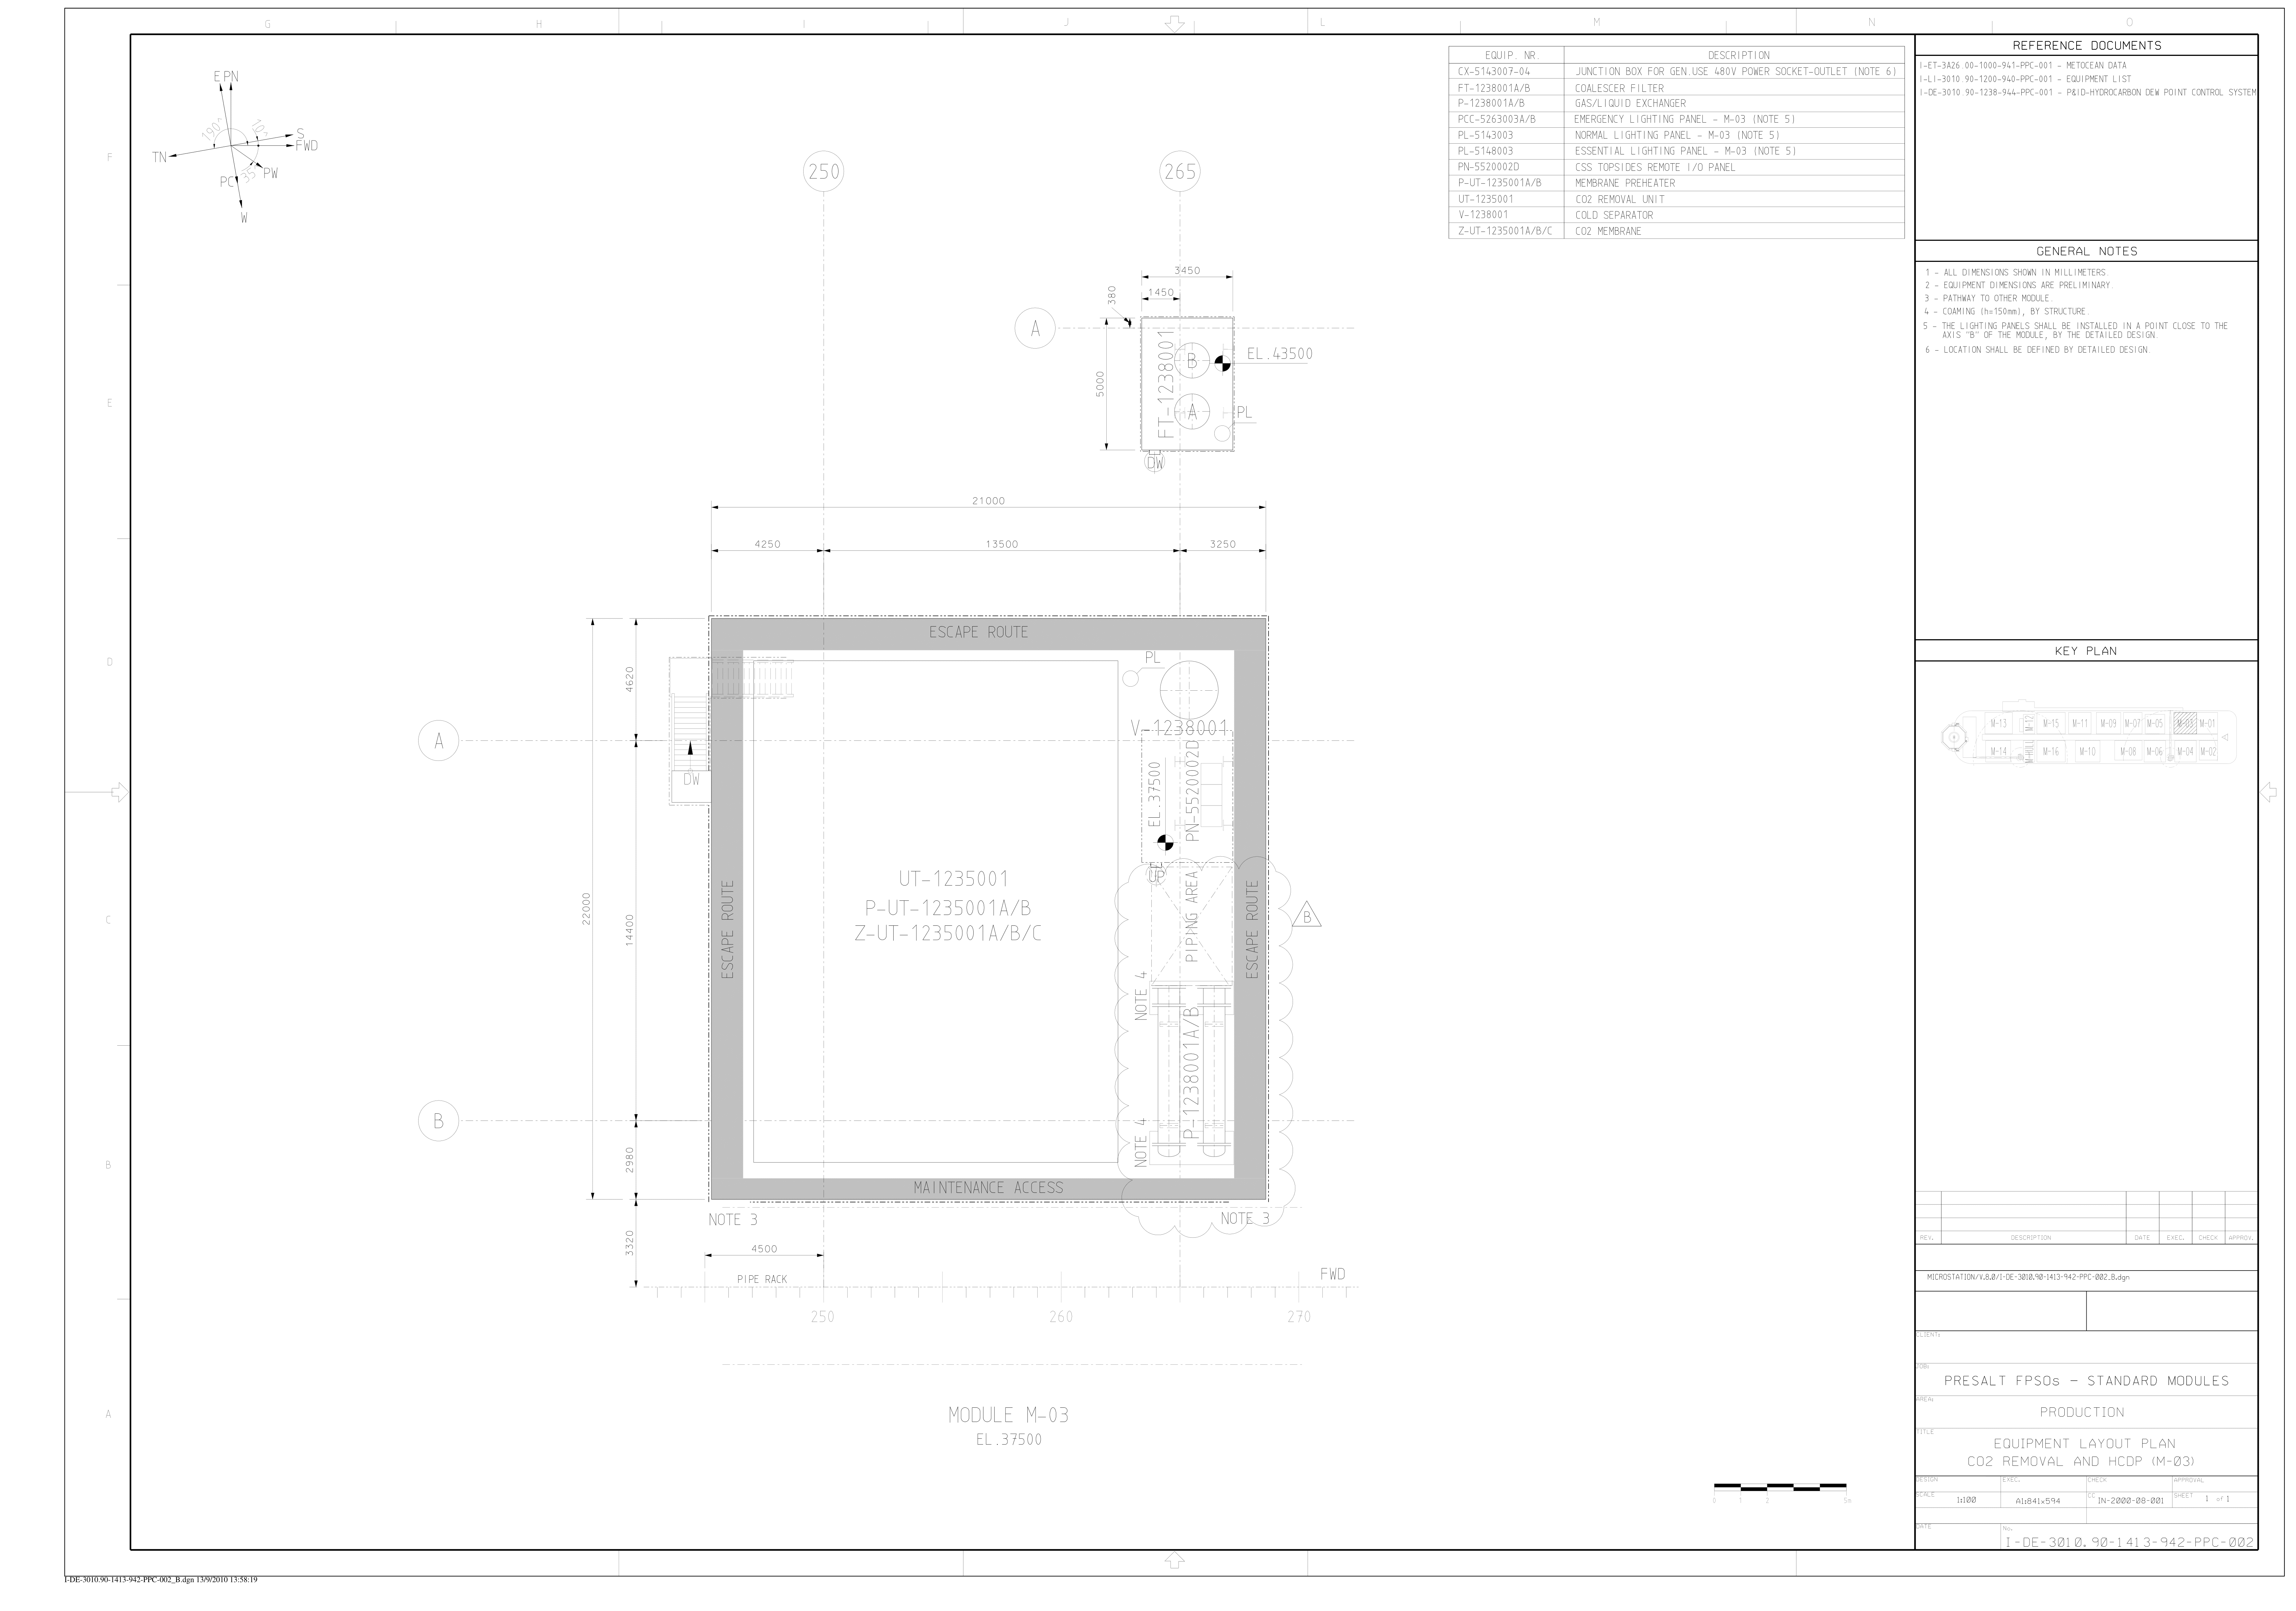 G H I J L M N O
F
E
D
C
B
A
E PN
190°
10°
S
FWD
TN
35°
PW
PC
W
250
265
EQUIP. NR. DESCRIPTION
CX-5143007-04 JUNCTION BOX FOR GEN.USE 480V POWER SOCKET-OUTLET (NOTE 6)
FT-1238001A/B COALESCER FILTER
P-1238001A/B GAS/LIQUID EXCHANGER
PCC-5263003A/B EMERGENCY LIGHTING PANEL - M-03 (NOTE 5)
PL-5143003 NORMAL LIGHTING PANEL - M-03 (NOTE 5)
PL-5148003 ESSENTIAL LIGHTING PANEL - M-03 (NOTE 5)
PN-5520002D CSS TOPSIDES REMOTE I/O PANEL
P-UT-1235001A/B MEMBRANE PREHEATER
UT-1235001 CO2 REMOVAL UNIT
V-1238001 COLD SEPARATOR
Z-UT-1235001A/B/C CO2 MEMBRANE
3450
1450
380
A
5000
FT-1238001
B
A
EL.43500
PL
DW
21000
4250 13500 3250
ESCAPE ROUTE
4620
PL
V-1238001
A
DW
EL.37500
PN-5520002D
UP
22000
14400
ESCAPE ROUTE
UT-1235001
P-UT-1235001A/B
Z-UT-1235001A/B/C
PIPING AREA
ESCAPE ROUTE
B
NOTE 4
P-1238001A/B
NOTE 4
B
2980
MAINTENANCE ACCESS
NOTE 3 NOTE 3
3320
4500
PIPE RACK
FWD
250 260 270
MODULE M-03
EL.37500
0 1 2 5m
REFERENCE DOCUMENTS
I-ET-3A26.00-1000-941-PPC-001 - METOCEAN DATA
I-LI-3010.90-1200-940-PPC-001 - EQUIPMENT LIST
I-DE-3010.90-1238-944-PPC-001 - P&ID-HYDROCARBON DEW POINT CONTROL SYSTEM
GENERAL NOTES
1 - ALL DIMENSIONS SHOWN IN MILLIMETERS
2 - EQUIPMENT DIMENSIONS ARE PRELIMINARY.
3 - PATHWAY TO OTHER MODULE.
4 - COAMING (h=150mm), BY STRUCTURE.
5 - THE LIGHTING PANELS SHALL BE INSTALLED IN A POINT CLOSE TO THE
AXIS "B" OF THE MODULE, BY THE DETAILED DESIGN.
6 - LOCATION SHALL BE DEFINED BY DETAILED DESIGN.
KEY PLAN
M-13 M-12 M-15 M-11 M-09 M-07 M-05 M-03 M-01
M-14 M-HULL M-16 M-10 M-08 M-06 M-04 M-02
REV. DESCRIPTION DATE EXEC. CHECK APPROV.
MICROSTATION/V.8.0/I-DE-3010.90-1413-942-PPC-002_B.dgn
CLIENT:
JOB:
PRESALT FPSOs - STANDARD MODULES
AREA:
PRODUCTION
TITLE
EQUIPMENT LAYOUT PLAN
CO2 REMOVAL AND HCDP (M-03)
DESIGN EXEC. CHECK APPROVAL
SCALE 1:100 A1:841x594 CC IN-2000-08-001 SHEET 1 of 1
DATE No.
I-DE-3010.90-1413-942-PPC-002
I-DE-3010.90-1413-942-PPC-002_B.dgn 13/9/2010 13:58:19